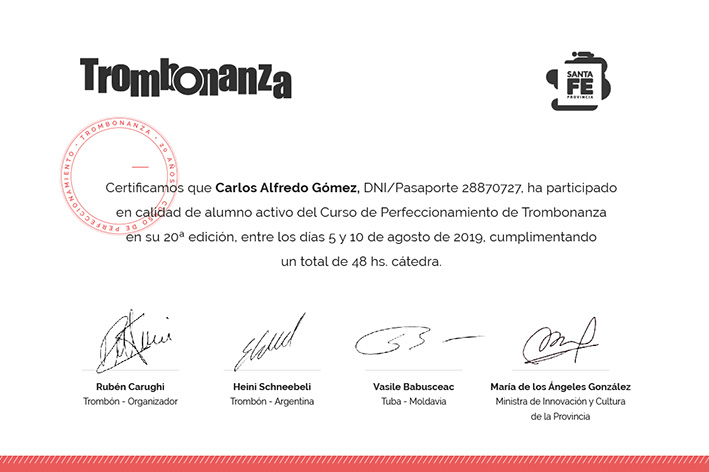 Trombonanza
SANTA
FE
PROVINCIA
TROMBONANZA - 20 AÑOS - CURSO DE PERFECCIONAMIENTO -
Certificamos que Carlos Alfredo Gómez, DNI/Pasaporte 28870727, ha participado
en calidad de alumno activo del Curso de Perfeccionamiento de Trombonanza
en su 20ª edición, entre los días 5 y 10 de agosto de 2019, cumplimentando
un total de 48 hs. cátedra.
Rubén Carughi
Trombón - Organizador
Heini Schneebeli
Trombón - Argentina
Vasile Babusceac
Tuba - Moldavia
María de los Ángeles González
Ministra de Innovación y Cultura
de la Provincia